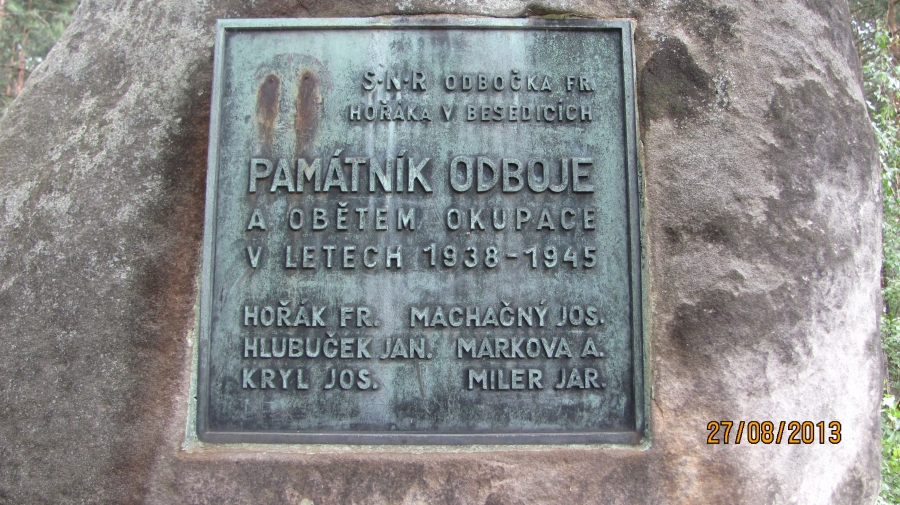 S·N·R ODBOČKA FR.
HOŘÁKA V BESEDICÍCH
PAMÁTNÍK ODBOJE
A OBĚTEM OKUPACE
V LETECH 1938-1945
HOŘÁK FR. MACHAČNÝ JOS.
HLUBUČEK JAN. MARKOVA A.
KRYL JOS. MILER JAR.
27/08/2013